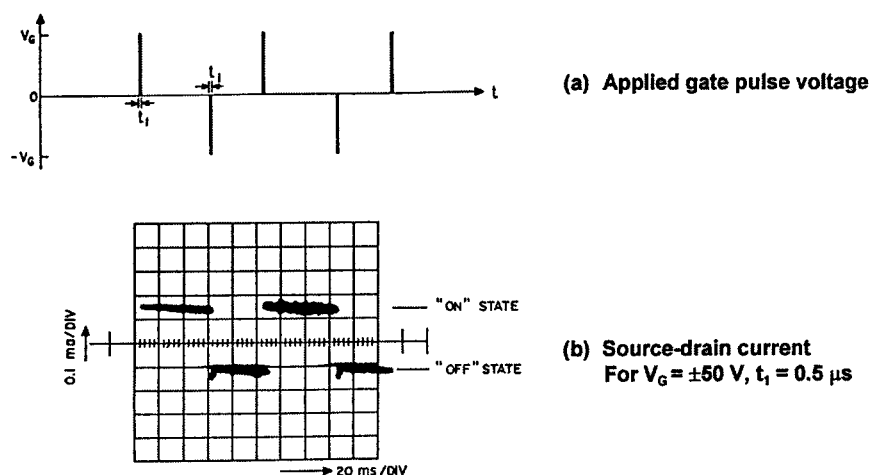 V_G
t_1
0
t
t_1
-V_G
(a) Applied gate pulse voltage
"ON" STATE
0.1 ma/DIV
"OFF" STATE
(b) Source-drain current
For V_G = ±50 V, t_1 = 0.5 μs
20 ms/DIV